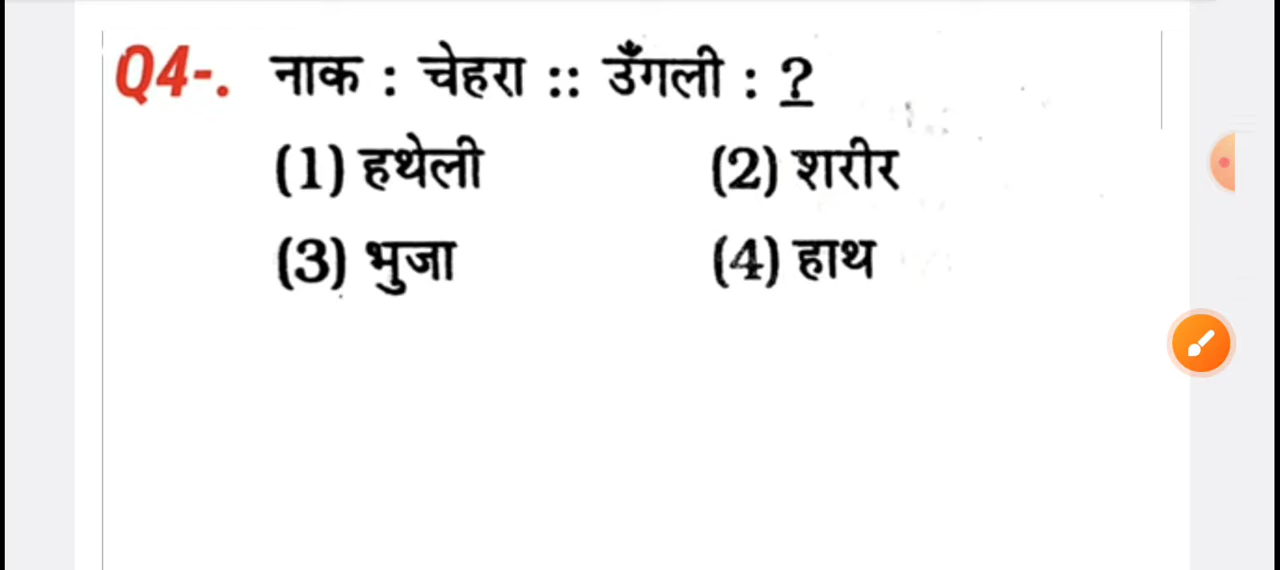 Q4-. नाक : चेहरा :: उँगली : ?
(1) हथेली (2) शरीर
(3) भुजा (4) हाथ